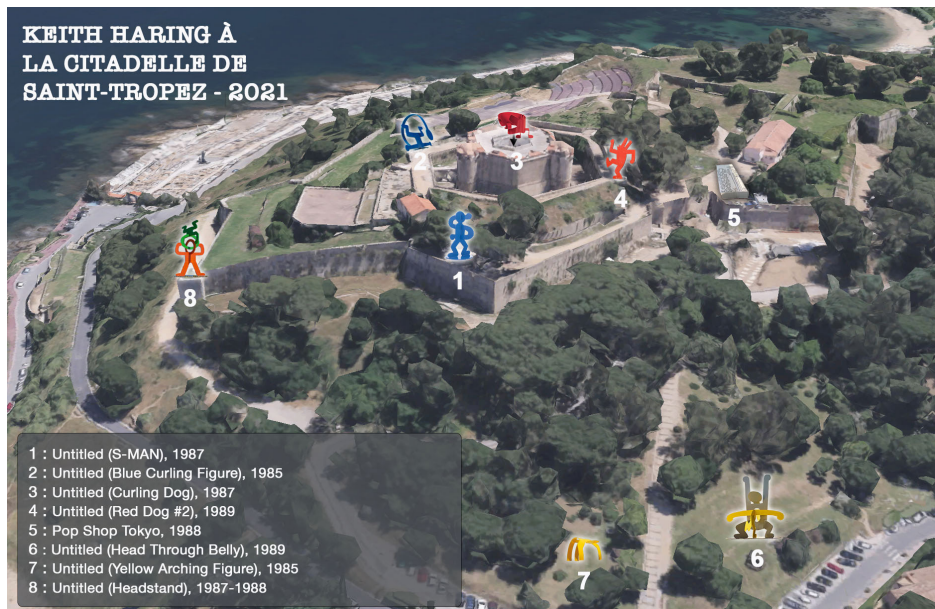 KEITH HARING À
LA CITADELLE DE
SAINT-TROPEZ - 2021
2
3
4
5
1
8
6
7
1 : Untitled (S-MAN), 1987
2 : Untitled (Blue Curling Figure), 1985
3 : Untitled (Curling Dog), 1987
4 : Untitled (Red Dog #2), 1989
5 : Pop Shop Tokyo, 1988
6 : Untitled (Head Through Belly), 1989
7 : Untitled (Yellow Arching Figure), 1985
8 : Untitled (Headstand), 1987-1988